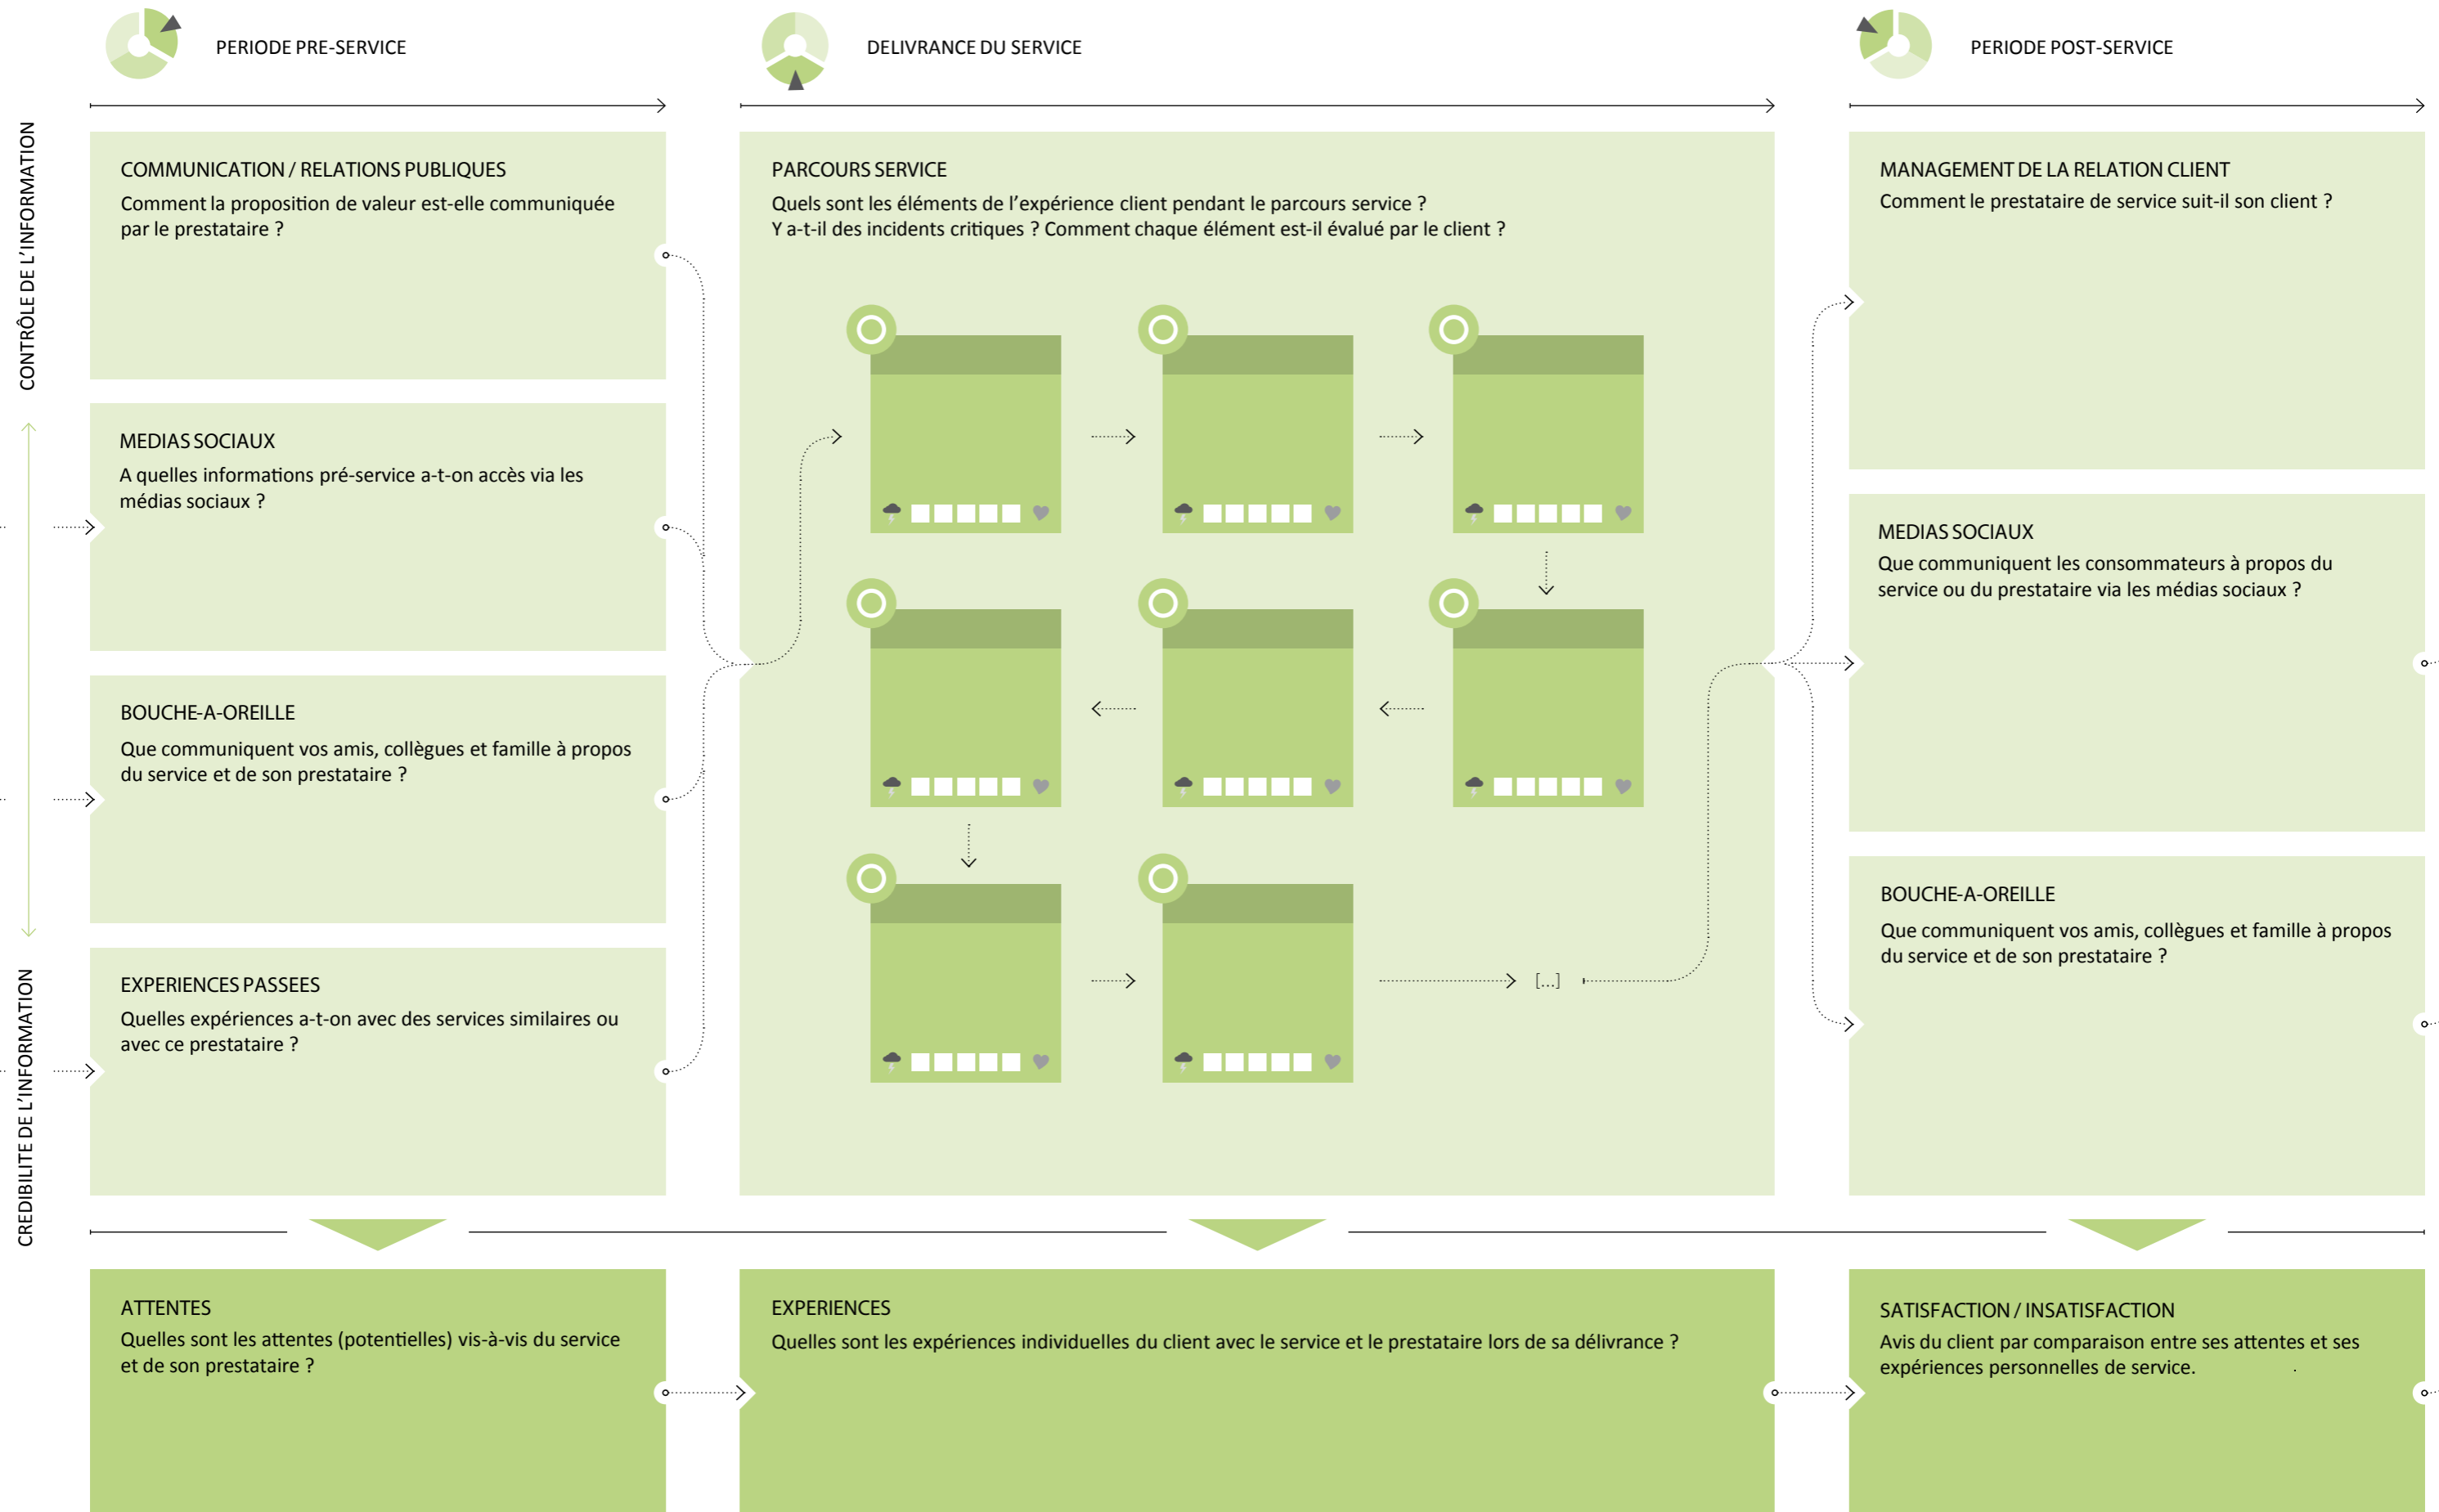 PERIODE PRE-SERVICE
DELIVRANCE DU SERVICE
PERIODE POST-SERVICE
CONTRÔLE DE L’INFORMATION
CREDIBILITE DE L’INFORMATION
COMMUNICATION / RELATIONS PUBLIQUES
Comment la proposition de valeur est-elle communiquée
par le prestataire ?
MEDIAS SOCIAUX
A quelles informations pré-service a-t-on accès via les
médias sociaux ?
BOUCHE-A-OREILLE
Que communiquent vos amis, collègues et famille à propos
du service et de son prestataire ?
EXPERIENCES PASSEES
Quelles expériences a-t-on avec des services similaires ou
avec ce prestataire ?
PARCOURS SERVICE
Quels sont les éléments de l’expérience client pendant le parcours service ?
Y a-t-il des incidents critiques ? Comment chaque élément est-il évalué par le client ?
[...]
MANAGEMENT DE LA RELATION CLIENT
Comment le prestataire de service suit-il son client ?
MEDIAS SOCIAUX
Que communiquent les consommateurs à propos du
service ou du prestataire via les médias sociaux ?
BOUCHE-A-OREILLE
Que communiquent vos amis, collègues et famille à propos
du service et de son prestataire ?
ATTENTES
Quelles sont les attentes (potentielles) vis-à-vis du service
et de son prestataire ?
EXPERIENCES
Quelles sont les expériences individuelles du client avec le service et le prestataire lors de sa délivrance ?
SATISFACTION / INSATISFACTION
Avis du client par comparaison entre ses attentes et ses
expériences personnelles de service.